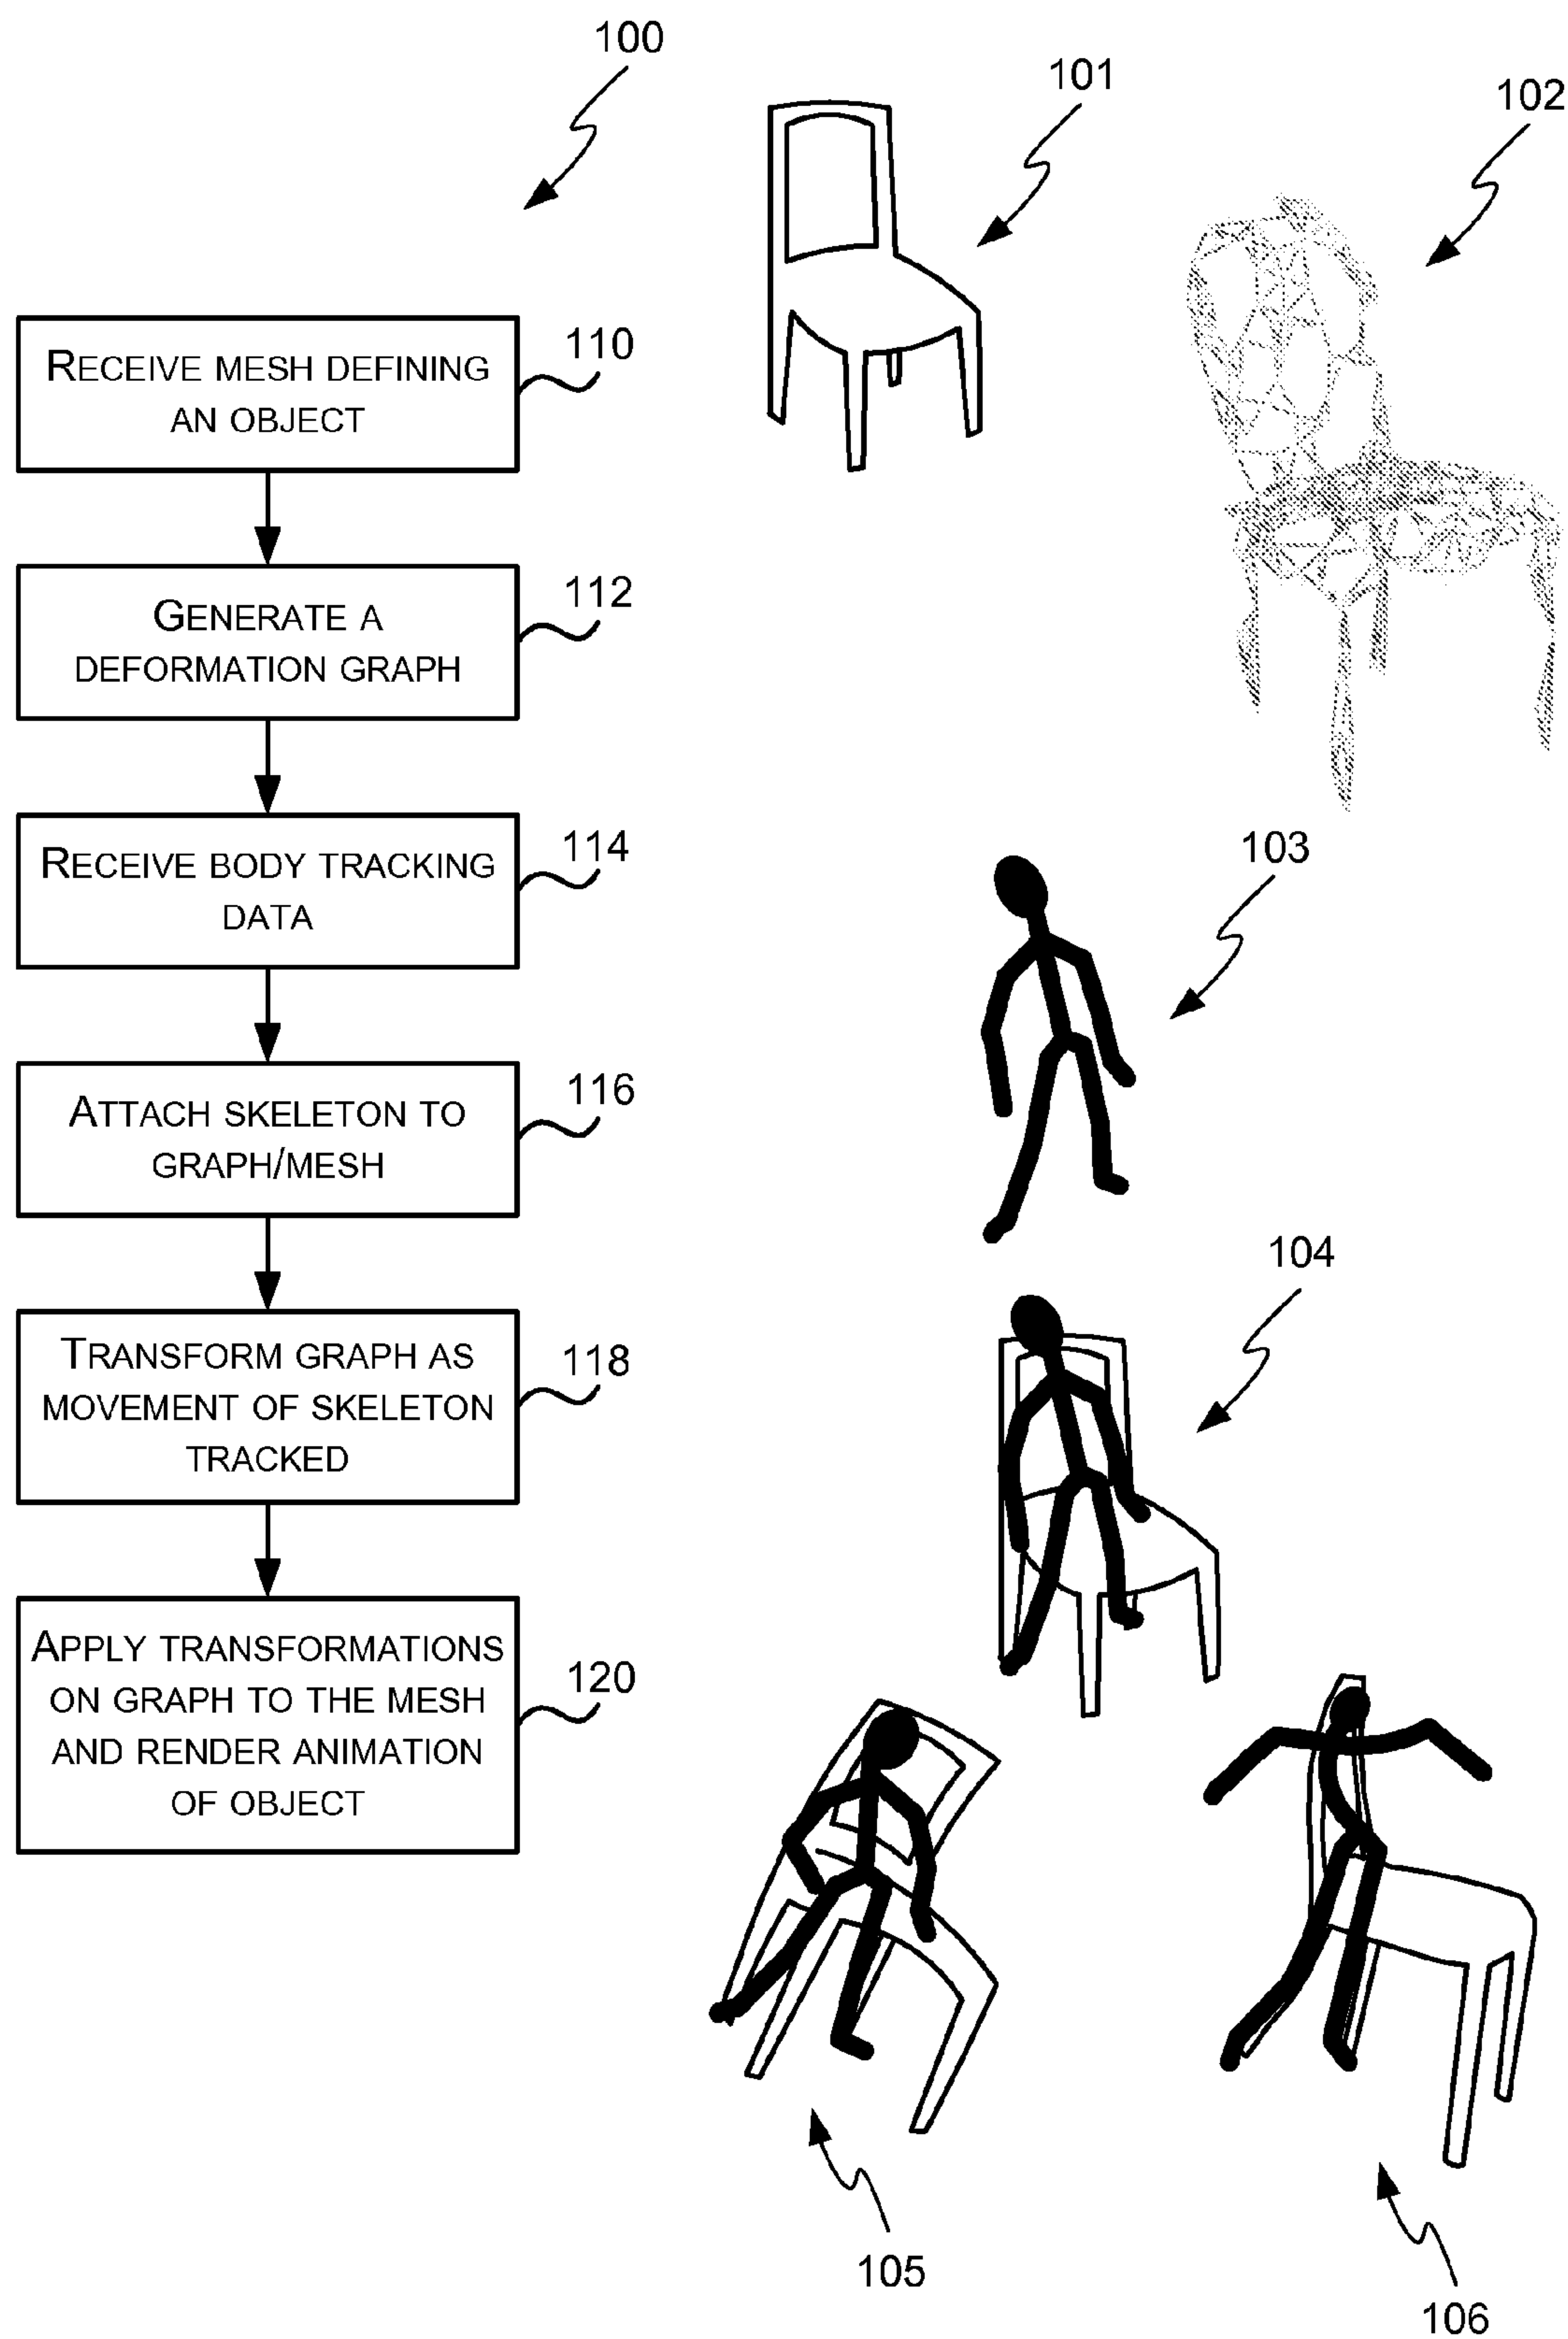 100
101
102
RECEIVE MESH DEFINING
AN OBJECT
110
GENERATE A
DEFORMATION GRAPH
112
RECEIVE BODY TRACKING
DATA
114
103
ATTACH SKELETON TO
GRAPH/MESH
116
104
TRANSFORM GRAPH AS
MOVEMENT OF SKELETON
TRACKED
118
APPLY TRANSFORMATIONS
ON GRAPH TO THE MESH
AND RENDER ANIMATION
OF OBJECT
120
105
106